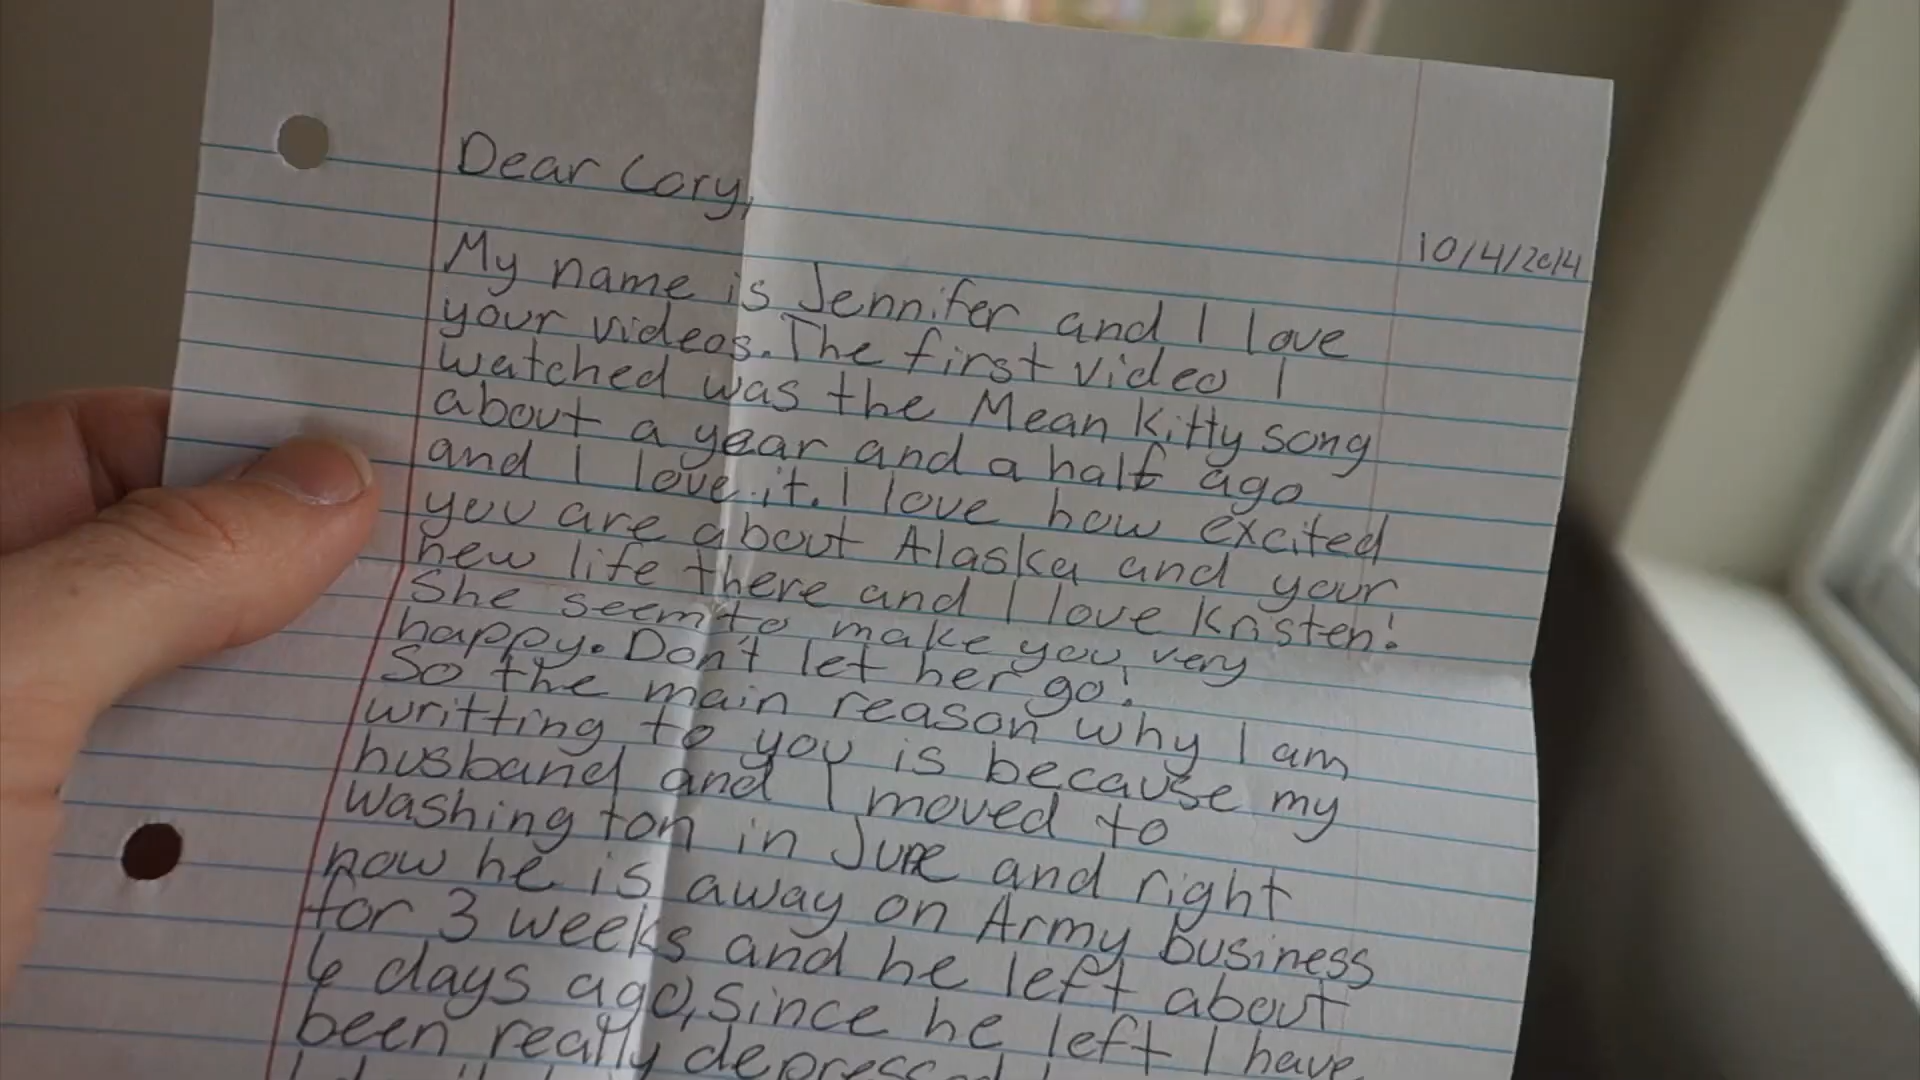 Dear Cory,
10/4/2014
My name is Jennifer and I love
your videos. The first video I
watched was the Mean Kitty song
about a year and a half ago
and I love it. I love how excited
you are about Alaska and your
new life there and I love Kristen!
She seem to make you very
happy. Don't let her go!
So the main reason why I am
writting to you is because my
husband and I moved to
Washington in June and right
now he is away on Army business
for 3 weeks and he left about
6 days ago, since he left I have
been really depressed